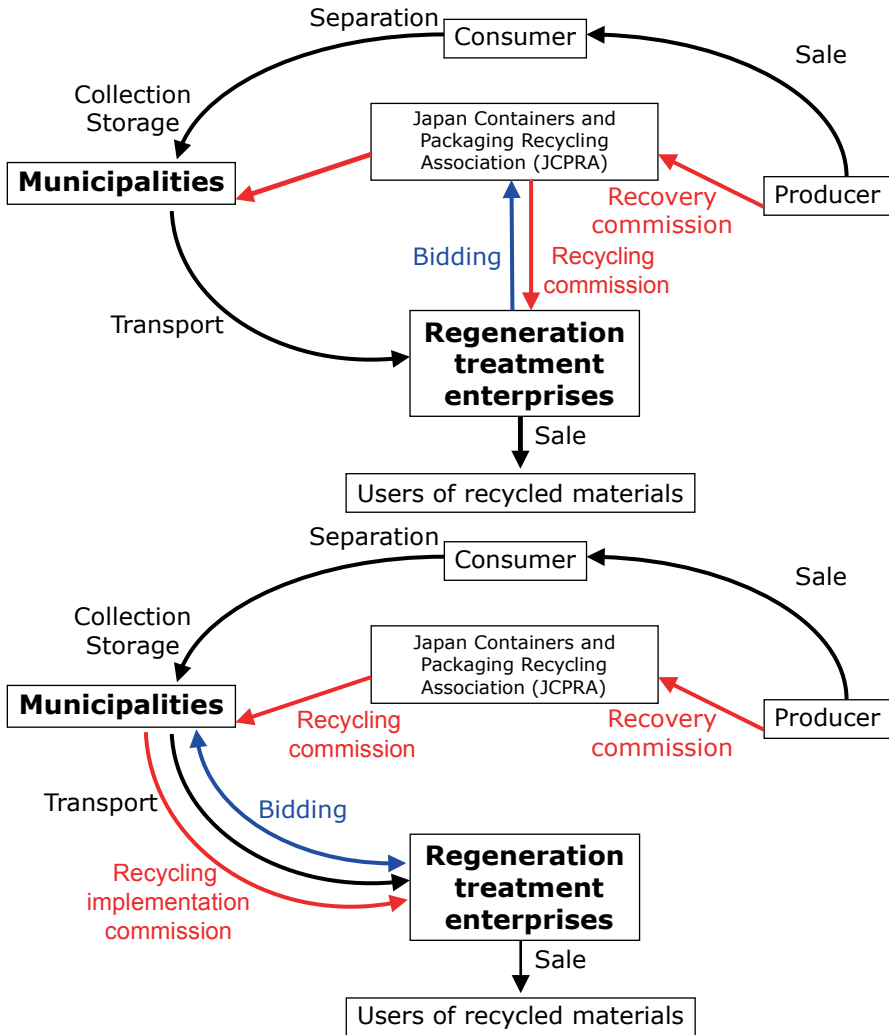 Separation
Consumer
Sale
Collection
Storage
Japan Containers and
Packaging Recycling
Association (JCPRA)
Municipalities
Recovery
commission
Producer
Bidding
Recycling
commission
Transport
Regeneration
treatment
enterprises
Sale
Users of recycled materials
Separation
Consumer
Sale
Collection
Storage
Japan Containers and
Packaging Recycling
Association (JCPRA)
Municipalities
Recycling
commission
Recovery
commission
Producer
Transport
Bidding
Recycling
implementation
commission
Regeneration
treatment
enterprises
Sale
Users of recycled materials